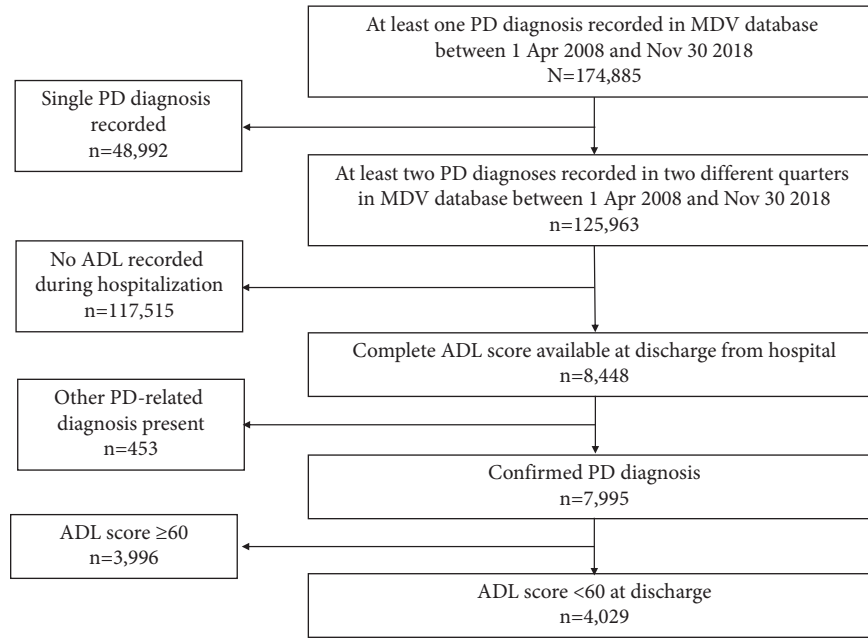 At least one PD diagnosis recorded in MDV database
between 1 Apr 2008 and Nov 30 2018
N=174,885
Single PD diagnosis
recorded
n=48,992
At least two PD diagnoses recorded in two different quarters
in MDV database between 1 Apr 2008 and Nov 30 2018
n=125,963
No ADL recorded
during hospitalization
n=117,515
Complete ADL score available at discharge from hospital
n=8,448
Other PD-related
diagnosis present
n=453
Confirmed PD diagnosis
n=7,995
ADL score ≥60
n=3,996
ADL score <60 at discharge
n=4,029